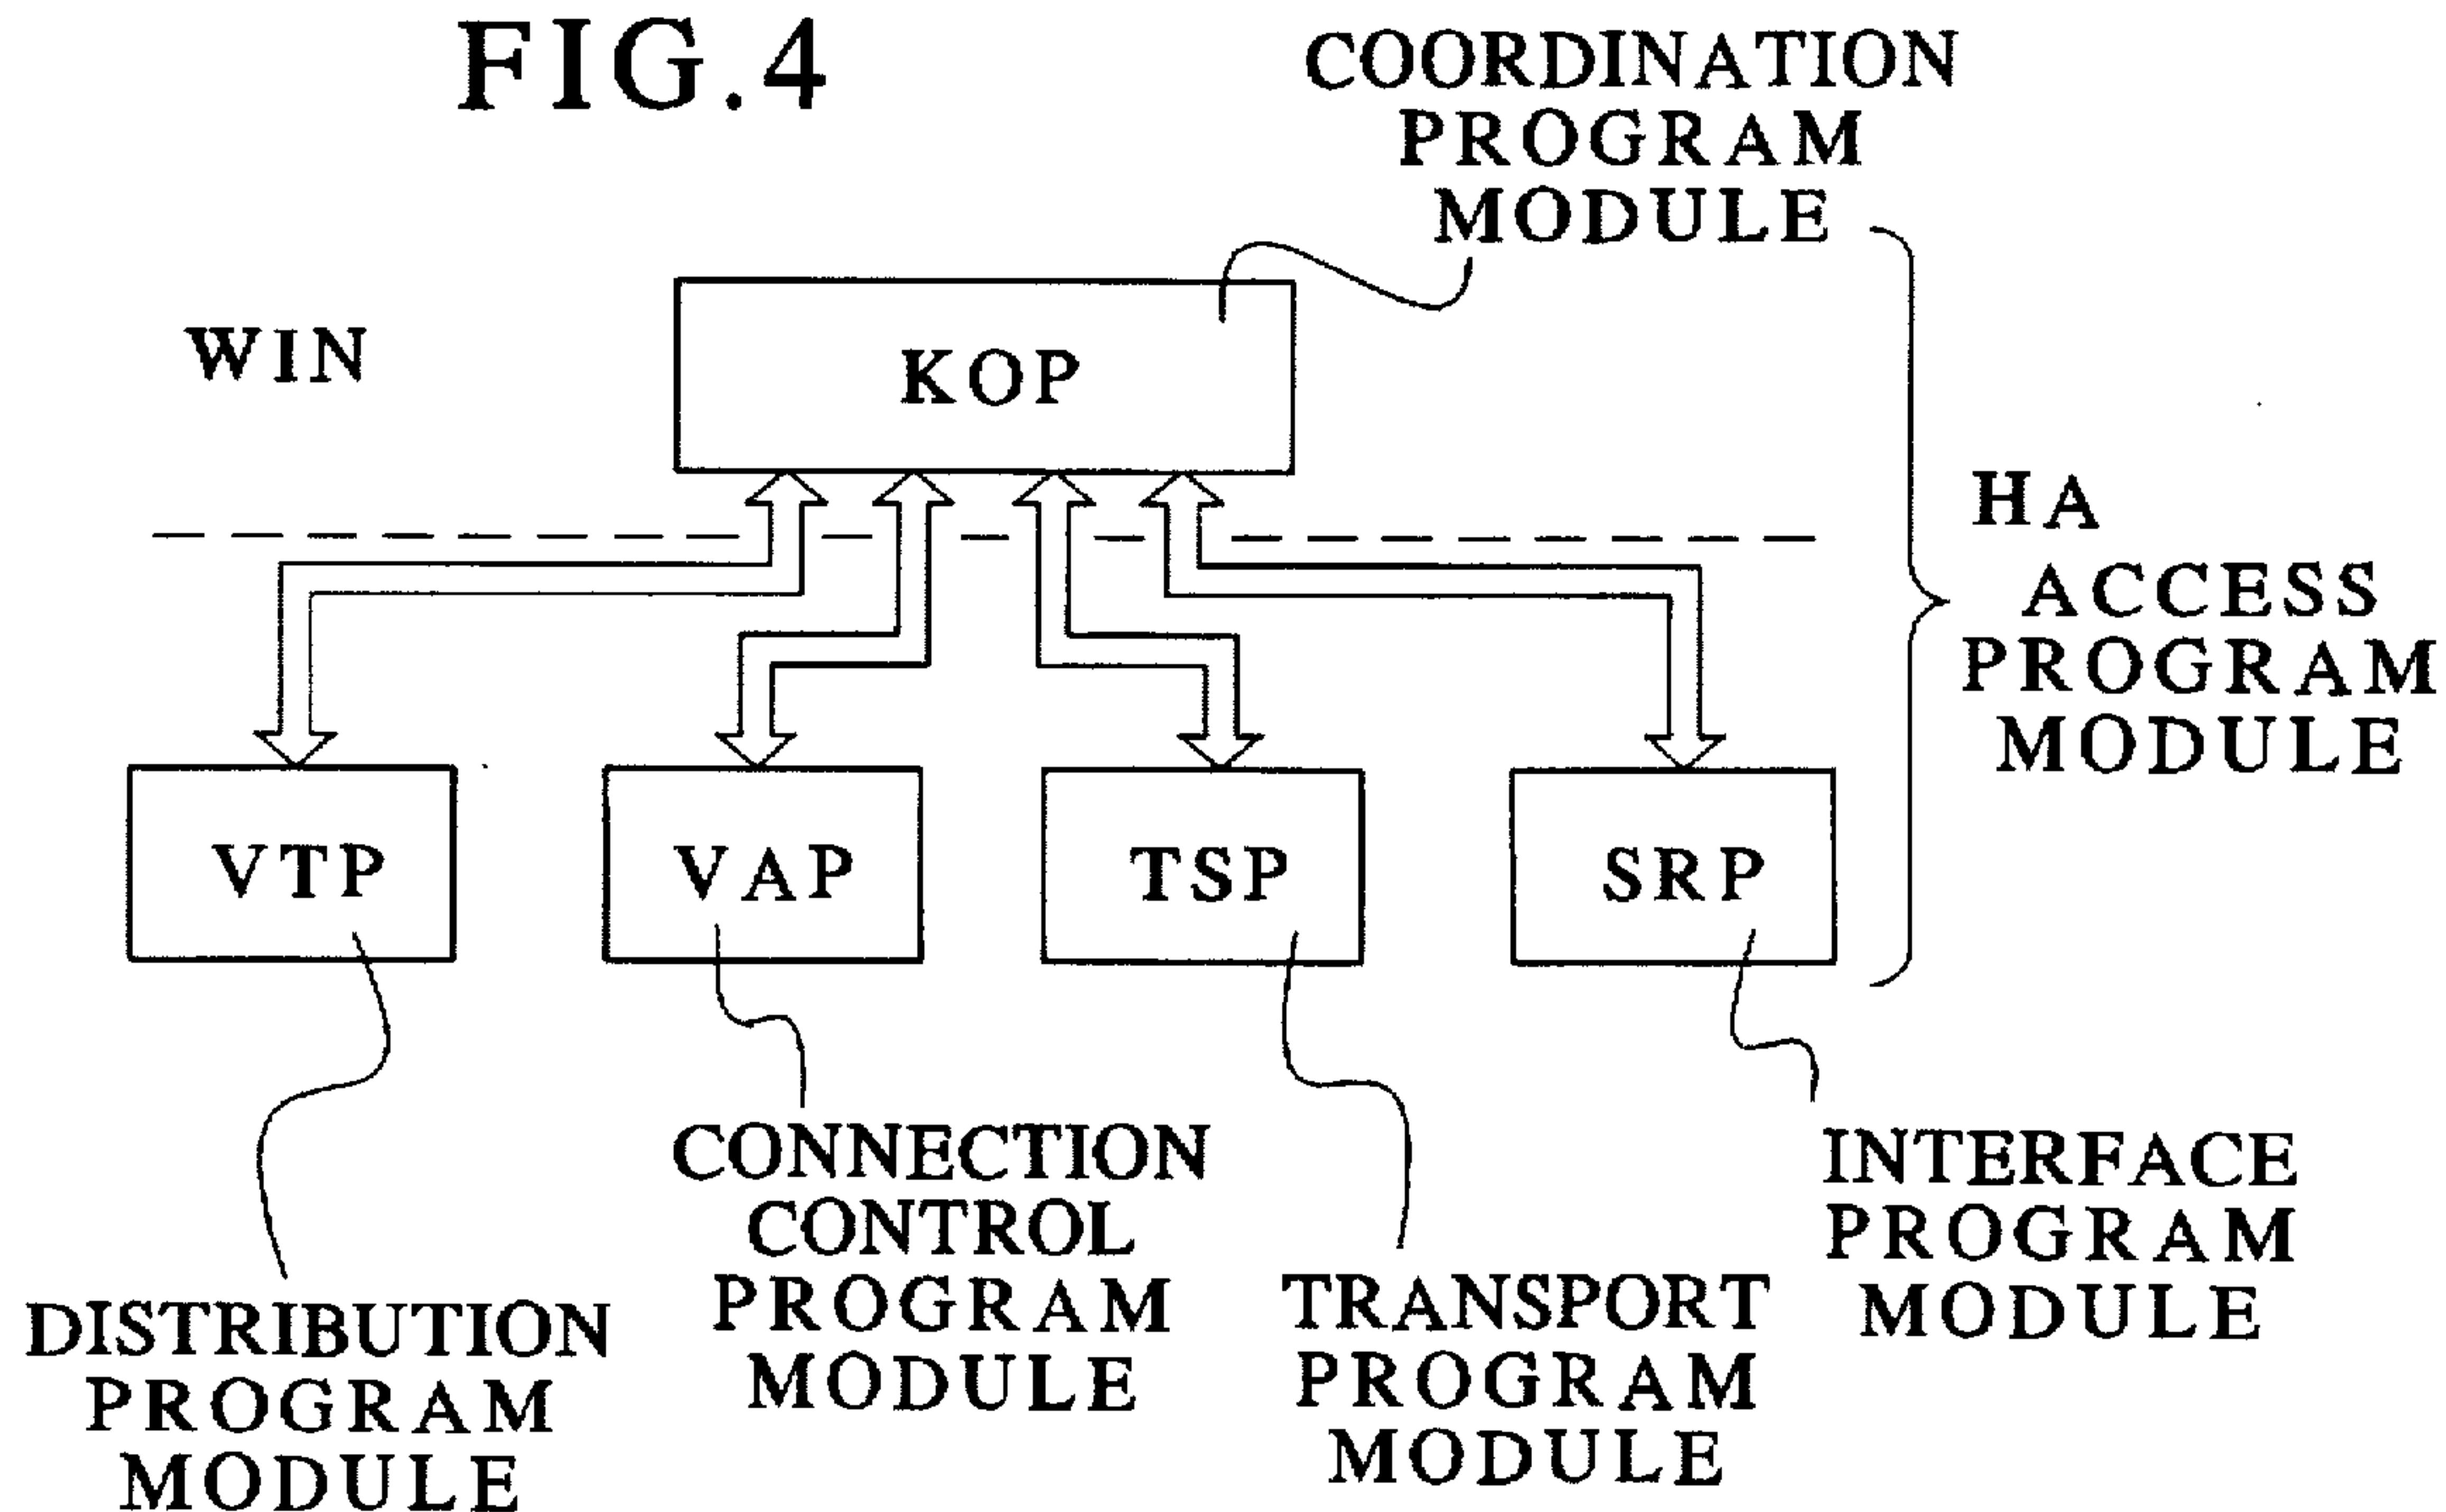 FIG.4
COORDINATION
PROGRAM
MODULE
WIN
KOP
HA
ACCESS
PROGRAM
MODULE
VTP
VAP
TSP
SRP
CONNECTION
CONTROL
PROGRAM
MODULE
INTERFACE
PROGRAM
MODULE
TRANSPORT
PROGRAM
MODULE
DISTRIBUTION
PROGRAM
MODULE